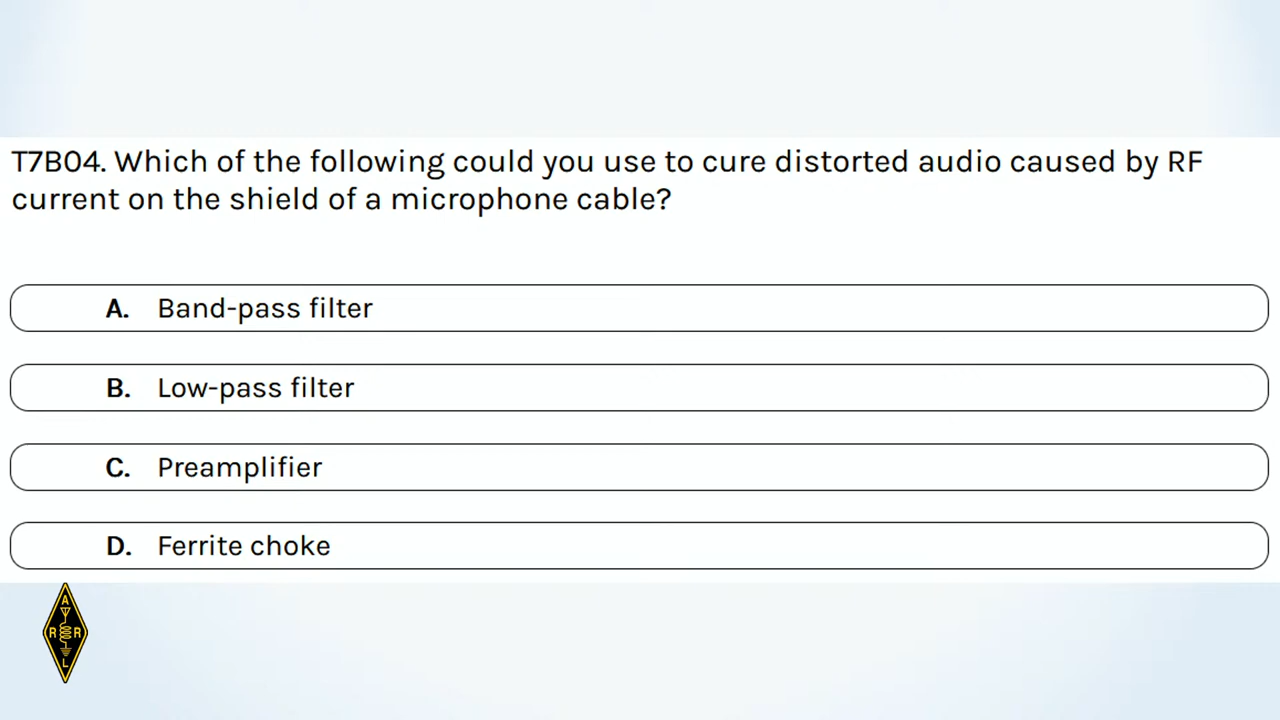 T7B04. Which of the following could you use to cure distorted audio caused by RF
current on the shield of a microphone cable?
A. Band-pass filter
B. Low-pass filter
C. Preamplifier
D. Ferrite choke
A
R R
L